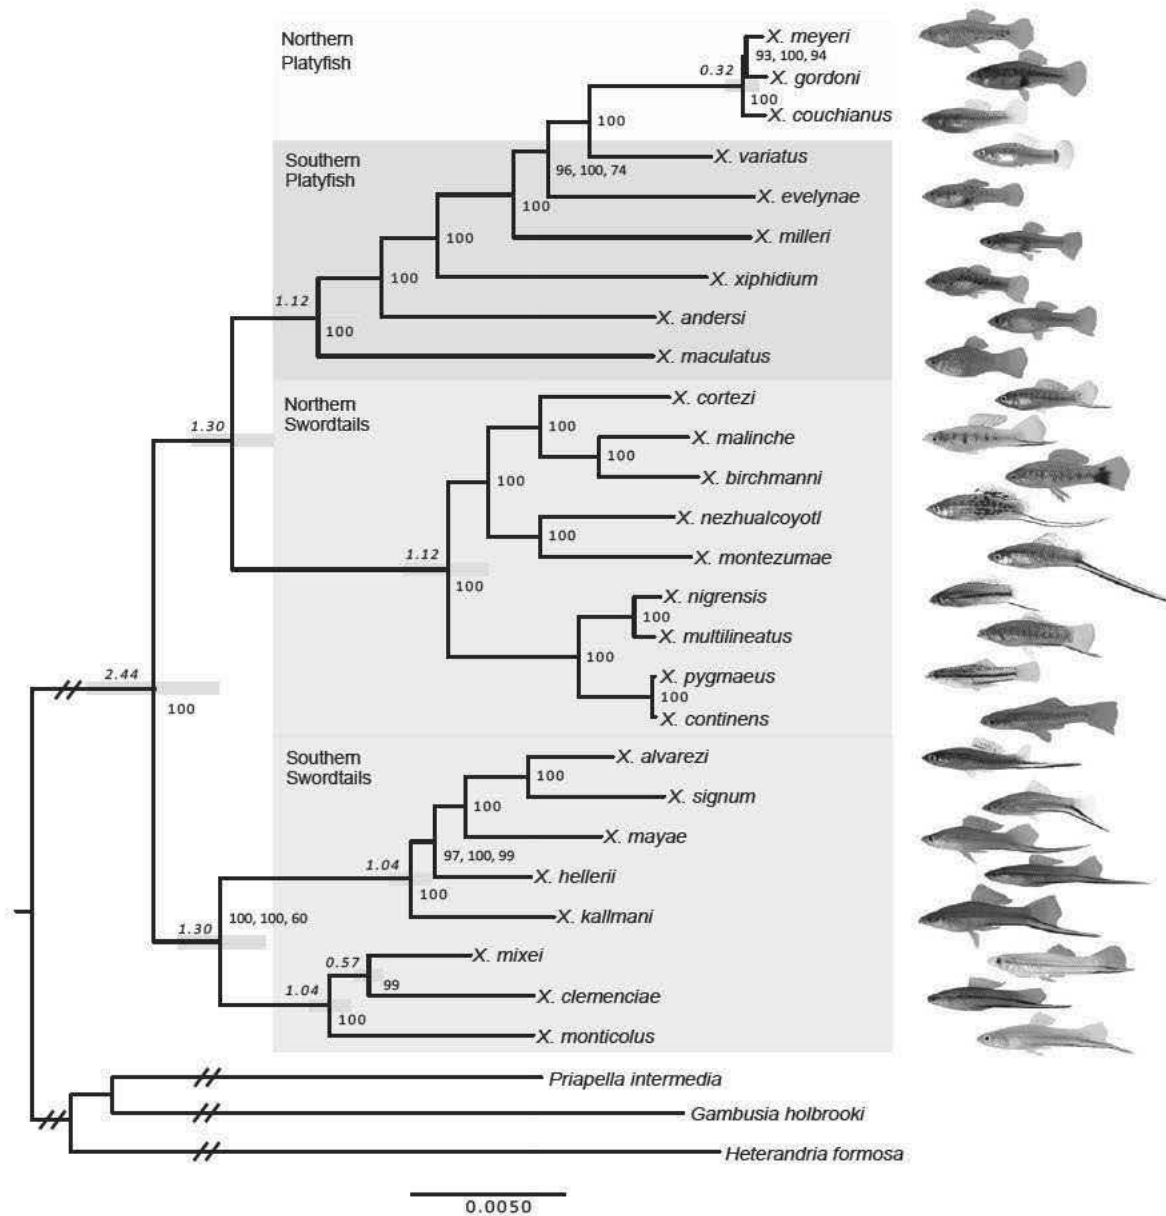 Northern
Platyfish
X. meyeri
93, 100, 94
0.32
X. gordoni
100
X. couchianus
100
X. variatus
Southern
Platyfish
96, 100, 74
X. evelynae
100
X. milleri
100
X. xiphidium
100
1.12
X. andersi
100
X. maculatus
Northern
Swordtails
X. cortezi
1.30
100
X. malinche
100
X. birchmanni
100
X. nezhualcoyotl
100
1.12
X. montezumae
100
X. nigrensis
100
X. multilineatus
100
2.44
X. pygmaeus
100
100
X. continens
Southern
Swordtails
X. alvarezi
100
X. signum
100
X. mayae
97, 100, 99
1.04
X. hellerii
100
100, 100, 60
X. kallmani
1.30
X. mixei
0.57
99
1.04
X. clemenciae
100
X. monticolus
Priapella intermedia
Gambusia holbrooki
Heterandria formosa
0.0050